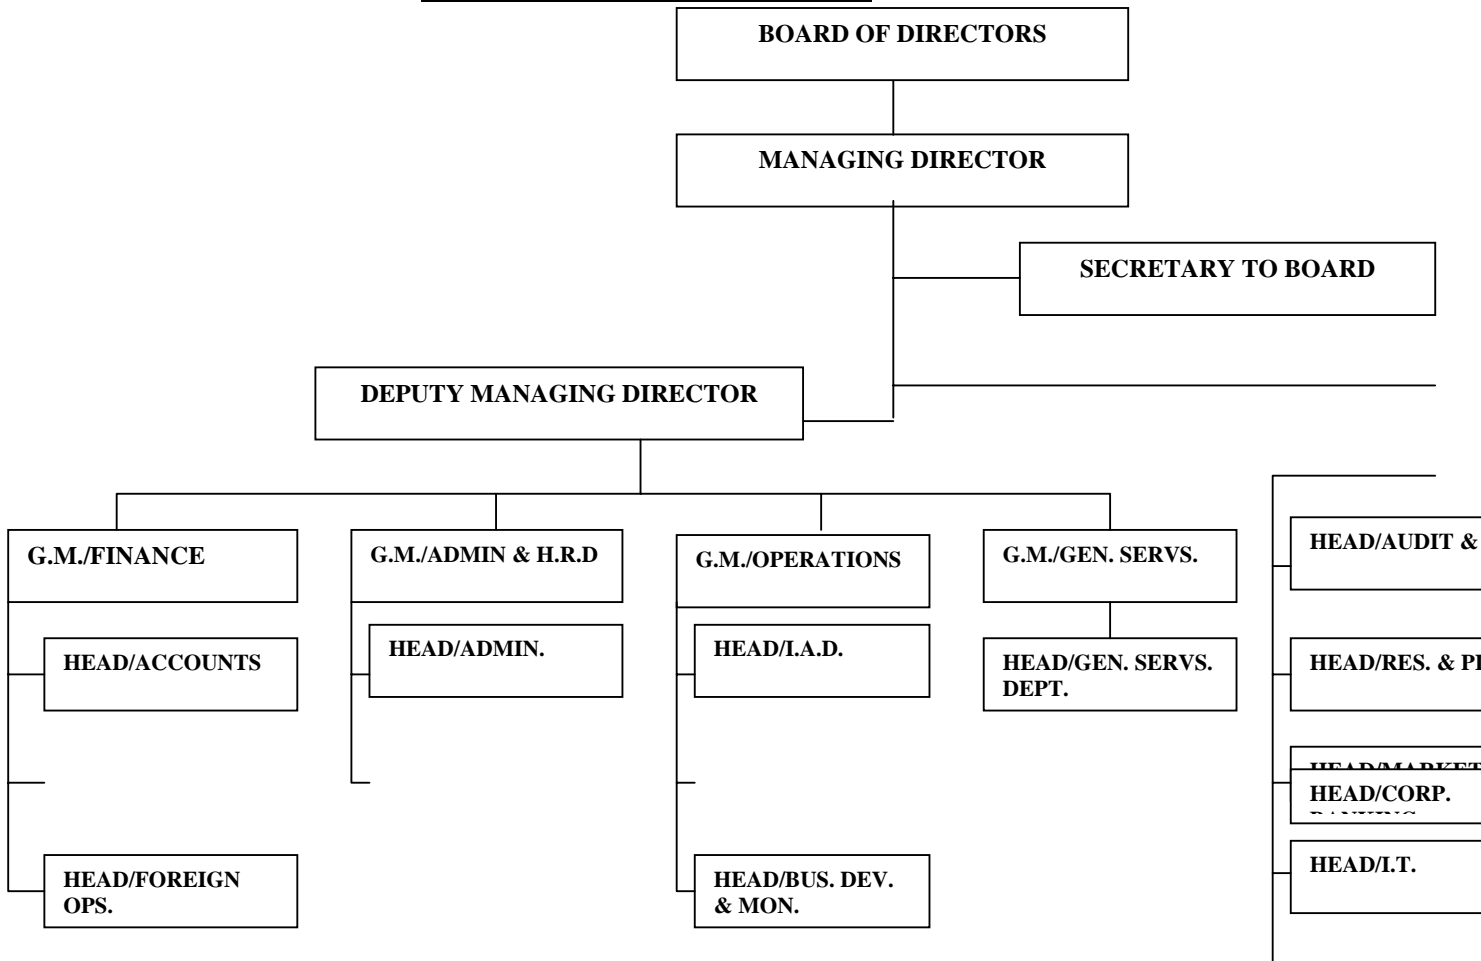 BOARD OF DIRECTORS
MANAGING DIRECTOR
SECRETARY TO BOARD
DEPUTY MANAGING DIRECTOR
G.M./FINANCE
G.M./ADMIN & H.R.D
G.M./OPERATIONS
G.M./GEN. SERVS.
HEAD/AUDIT &
HEAD/ACCOUNTS
HEAD/ADMIN.
HEAD/I.A.D.
HEAD/GEN. SERVS.
DEPT.
HEAD/RES. &
HEAD/CORP.
HEAD/FOREIGN
OPS.
HEAD/BUS. DEV.
& MON.
HEAD/I.T.